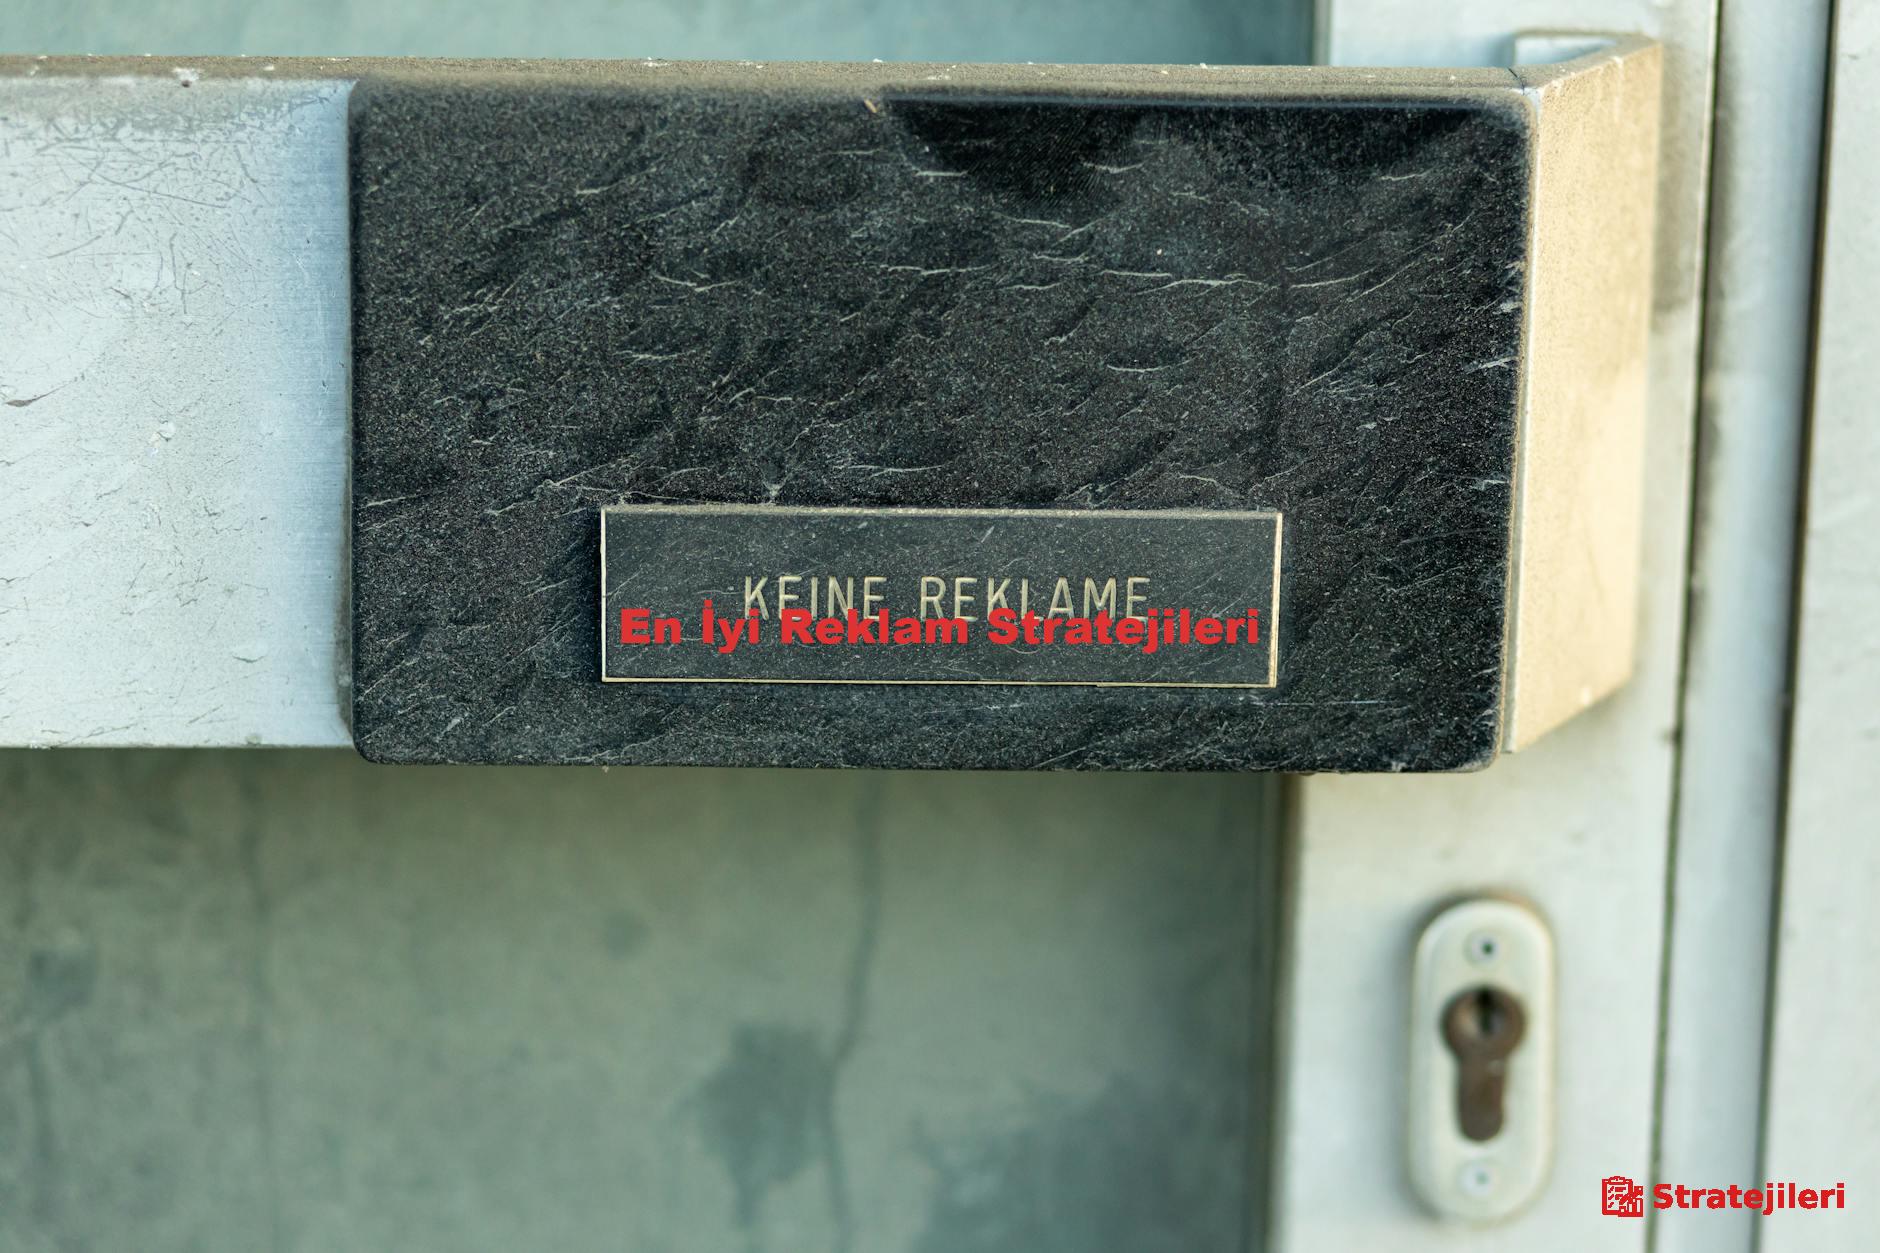 KEINE REKLAME
En İyi Reklam Stratejileri
Stratejileri